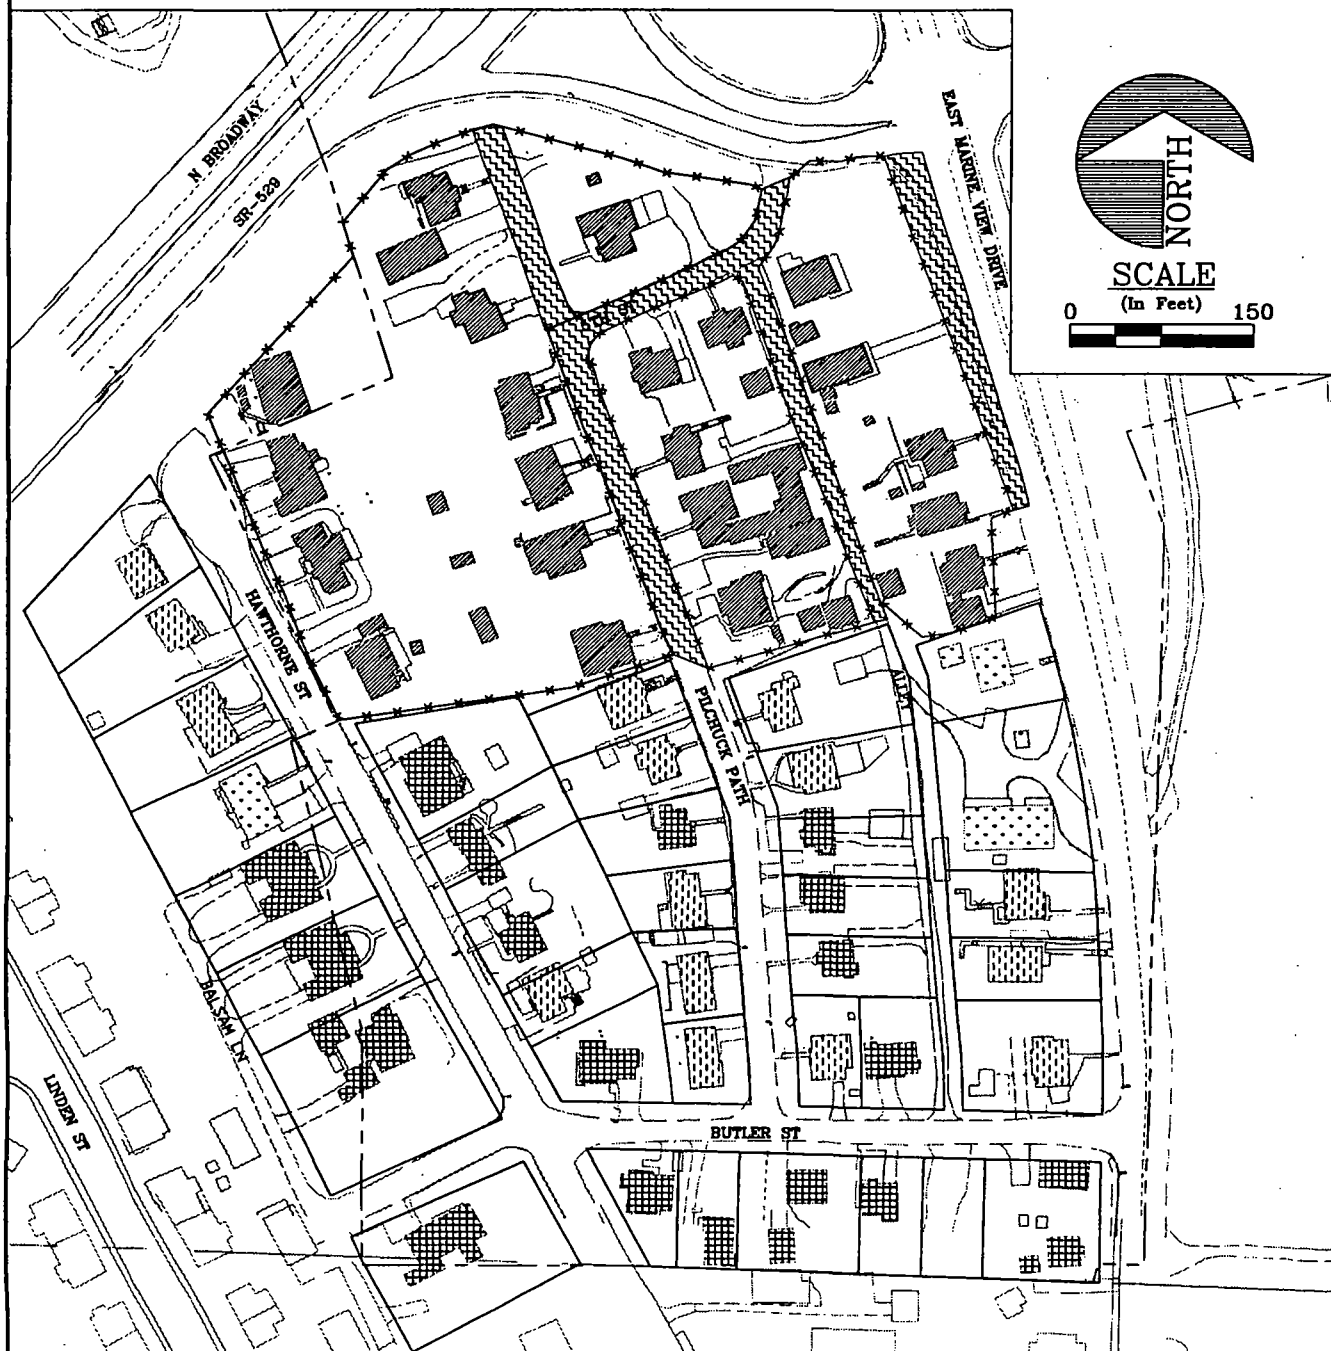 N BROADWAY
SR-529
EAST MARINE VIEW DRIVE
NORTH
SCALE
(In Feet)
0 150
HAWTHORNE ST
PILCHUCK PATH
ALLEY
BALSAM LN
LINDEN ST
BUTLER ST